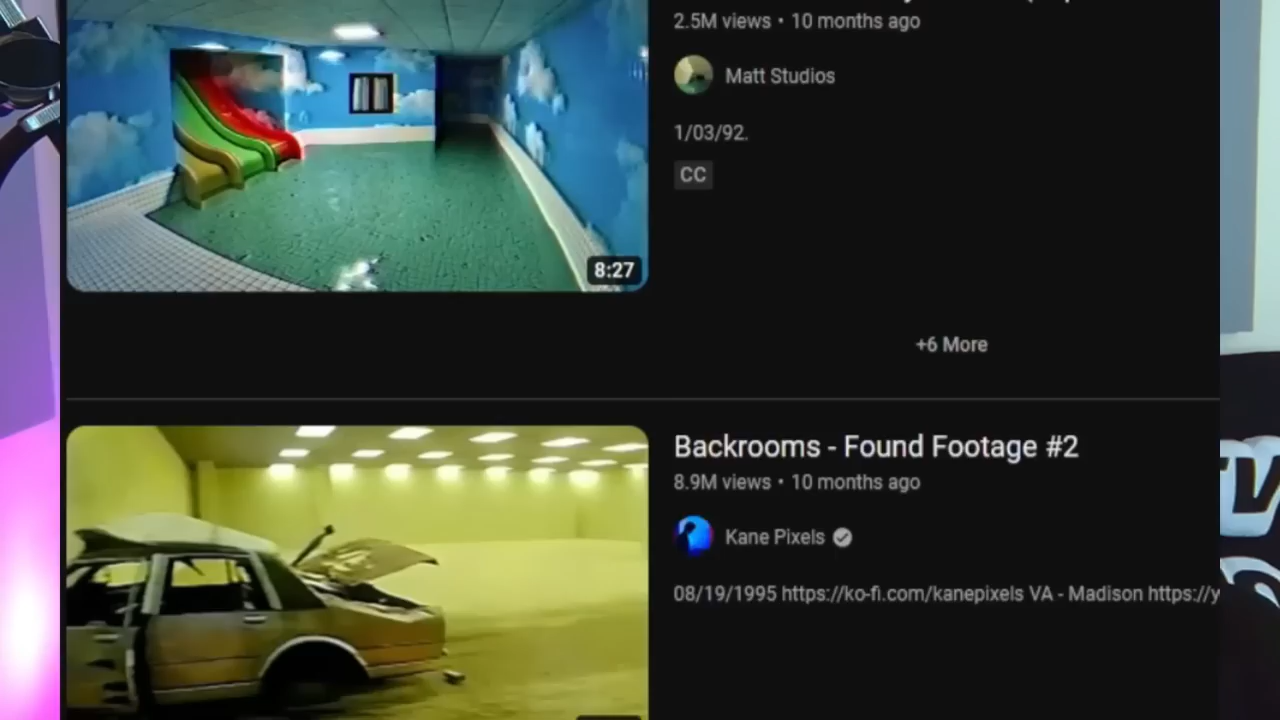 2.5M views • 10 months ago
Matt Studios
1/03/92.
CC
8:27
+6 More
Backrooms - Found Footage #2
8.9M views • 10 months ago
Kane Pixels
08/19/1995 https://ko-fi.com/kanepixels VA - Madison https://y